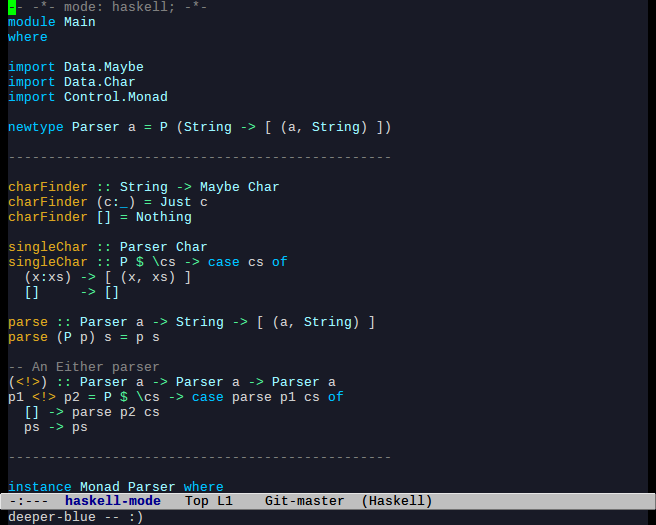 -- -*- mode: haskell; -*-
module Main
where
import Data.Maybe
import Data.Char
import Control.Monad
newtype Parser a = P (String -> [ (a, String) ])
------------------------------------------------
charFinder :: String -> Maybe Char
charFinder (c:_) = Just c
charFinder [] = Nothing
singleChar :: Parser Char
singleChar :: P $ \cs -> case cs of
  (x:xs) -> [ (x, xs) ]
  []     -> []
parse :: Parser a -> String -> [ (a, String) ]
parse (P p) s = p s
-- An Either parser
(<!>) :: Parser a -> Parser a -> Parser a
p1 <!> p2 = P $ \cs -> case parse p1 cs of
  [] -> parse p2 cs
  ps -> ps
------------------------------------------------
instance Monad Parser where
-:---  haskell-mode   Top L1    Git-master  (Haskell)
deeper-blue -- :)